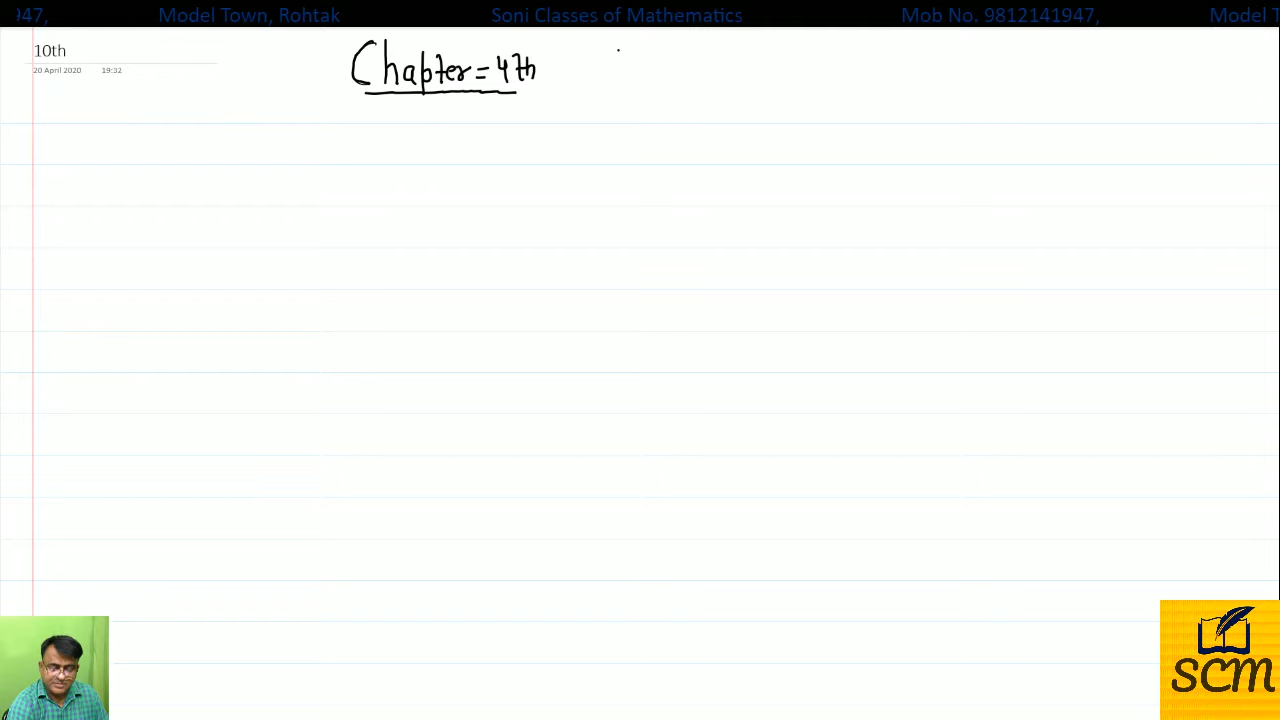 947, Model Town, Rohtak Soni Classes of Mathematics Mob No. 9812141947, Model T
10th
20 April 2020 19:32
Chapter = 4th
SCM